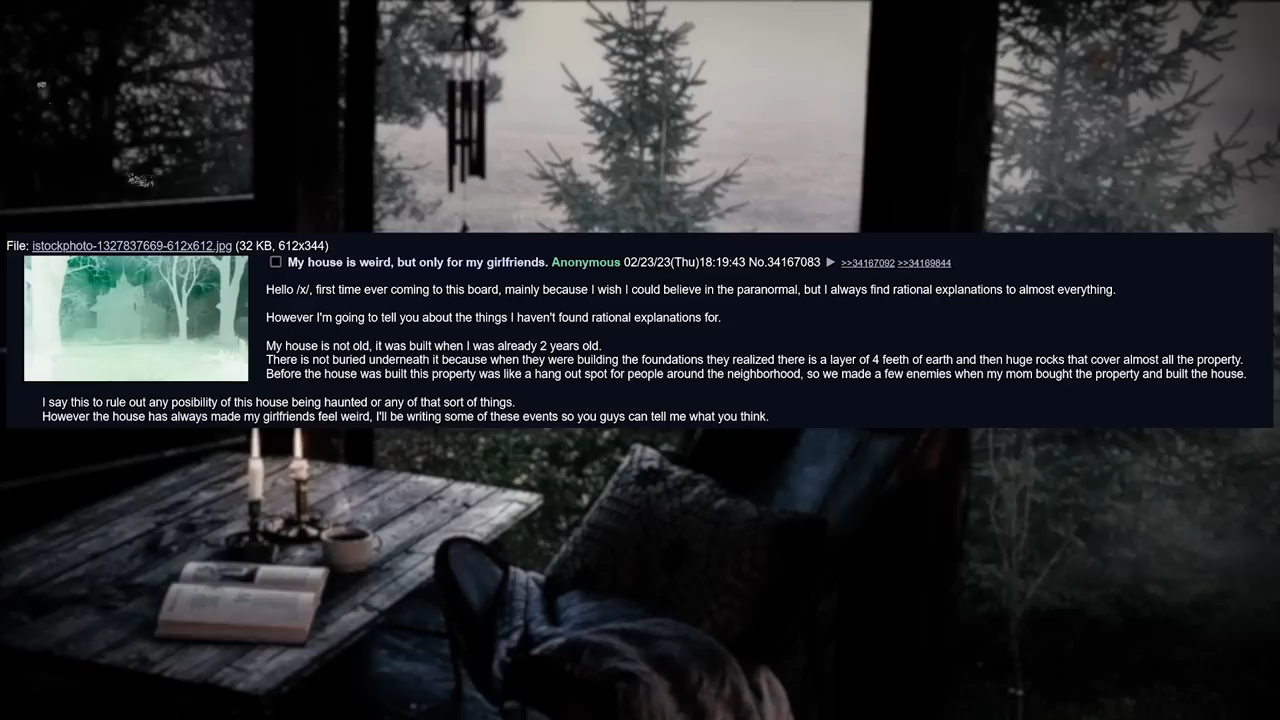 File: istockphoto-1327837669-612x612.jpg (32 KB, 612x344)
My house is weird, but only for my girlfriends. Anonymous 02/23/23(Thu)18:19:43 No.34167083 ▶ >>34167092 >>34169844
Hello /x/, first time ever coming to this board, mainly because I wish I could believe in the paranormal, but I always find rational explanations to almost everything.
However I'm going to tell you about the things I haven't found rational explanations for.
My house is not old, it was built when I was already 2 years old.
There is not buried underneath it because when they were building the foundations they realized there is a layer of 4 feeth of earth and then huge rocks that cover almost all the property.
Before the house was built this property was like a hang out spot for people around the neighborhood, so we made a few enemies when my mom bought the property and built the house.
I say this to rule out any posibility of this house being haunted or any of that sort of things.
However the house has always made my girlfriends feel weird, I'll be writing some of these events so you guys can tell me what you think.